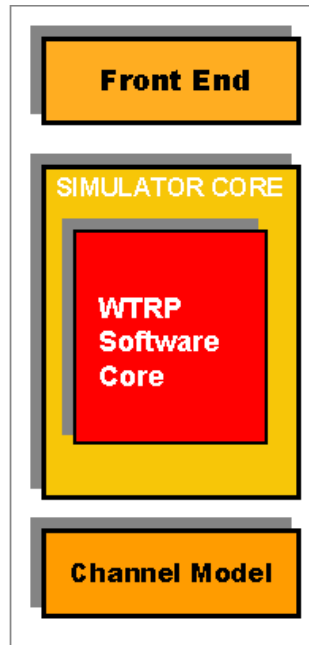 Front End
SIMULATOR CORE
WTRP
Software
Core
Channel Model